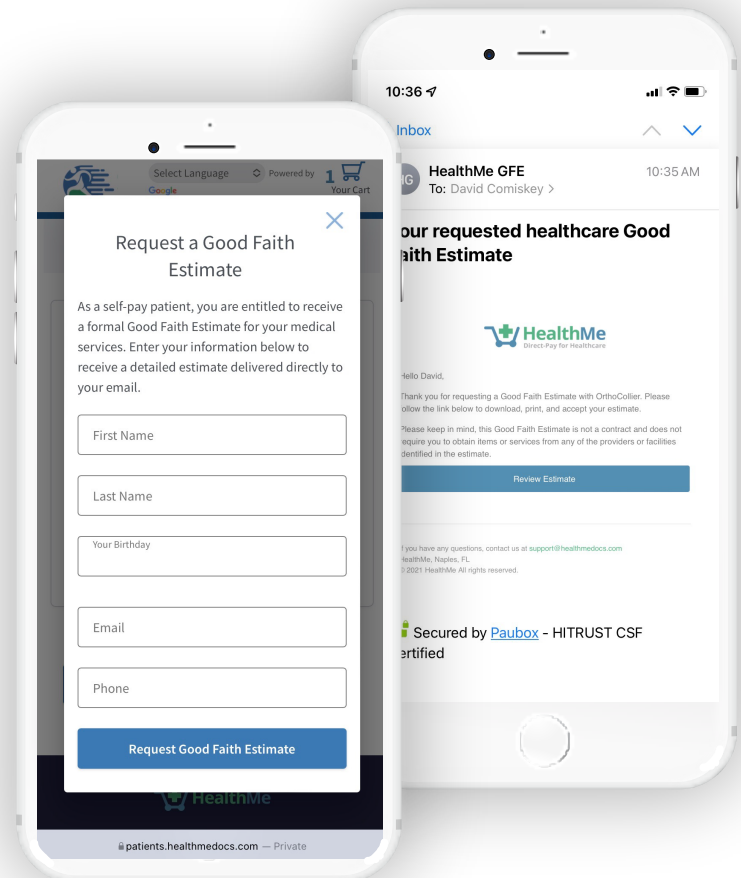 Select Language
Powered by
Google
1
Your Cart
Request a Good Faith
Estimate
As a self-pay patient, you are entitled to receive
a formal Good Faith Estimate for your medical
services. Enter your information below to
receive a detailed estimate delivered directly to
your email.
First Name
Last Name
Your Birthday
Email
Phone
Request Good Faith Estimate
HealthMe
patients.healthmedocs.com — Private
10:36
Inbox
HG
HealthMe GFE
10:35 AM
To: David Comiskey >
our requested healthcare Good
aith Estimate
HealthMe
Direct-Pay for Healthcare
Hello David,
Thank you for requesting a Good Faith Estimate with OrthoCollier. Please
ollow the link below to download, print, and accept your estimate.
Please keep in mind, this Good Faith Estimate is not a contract and does not
equire you to obtain items or services from any of the providers or facilities
dentified in the estimate.
Review Estimate
f you have any questions, contact us at support@healthmedocs.com
HealthMe, Naples, FL
© 2021 HealthMe All rights reserved.
Secured by Paubox - HITRUST CSF
ertified